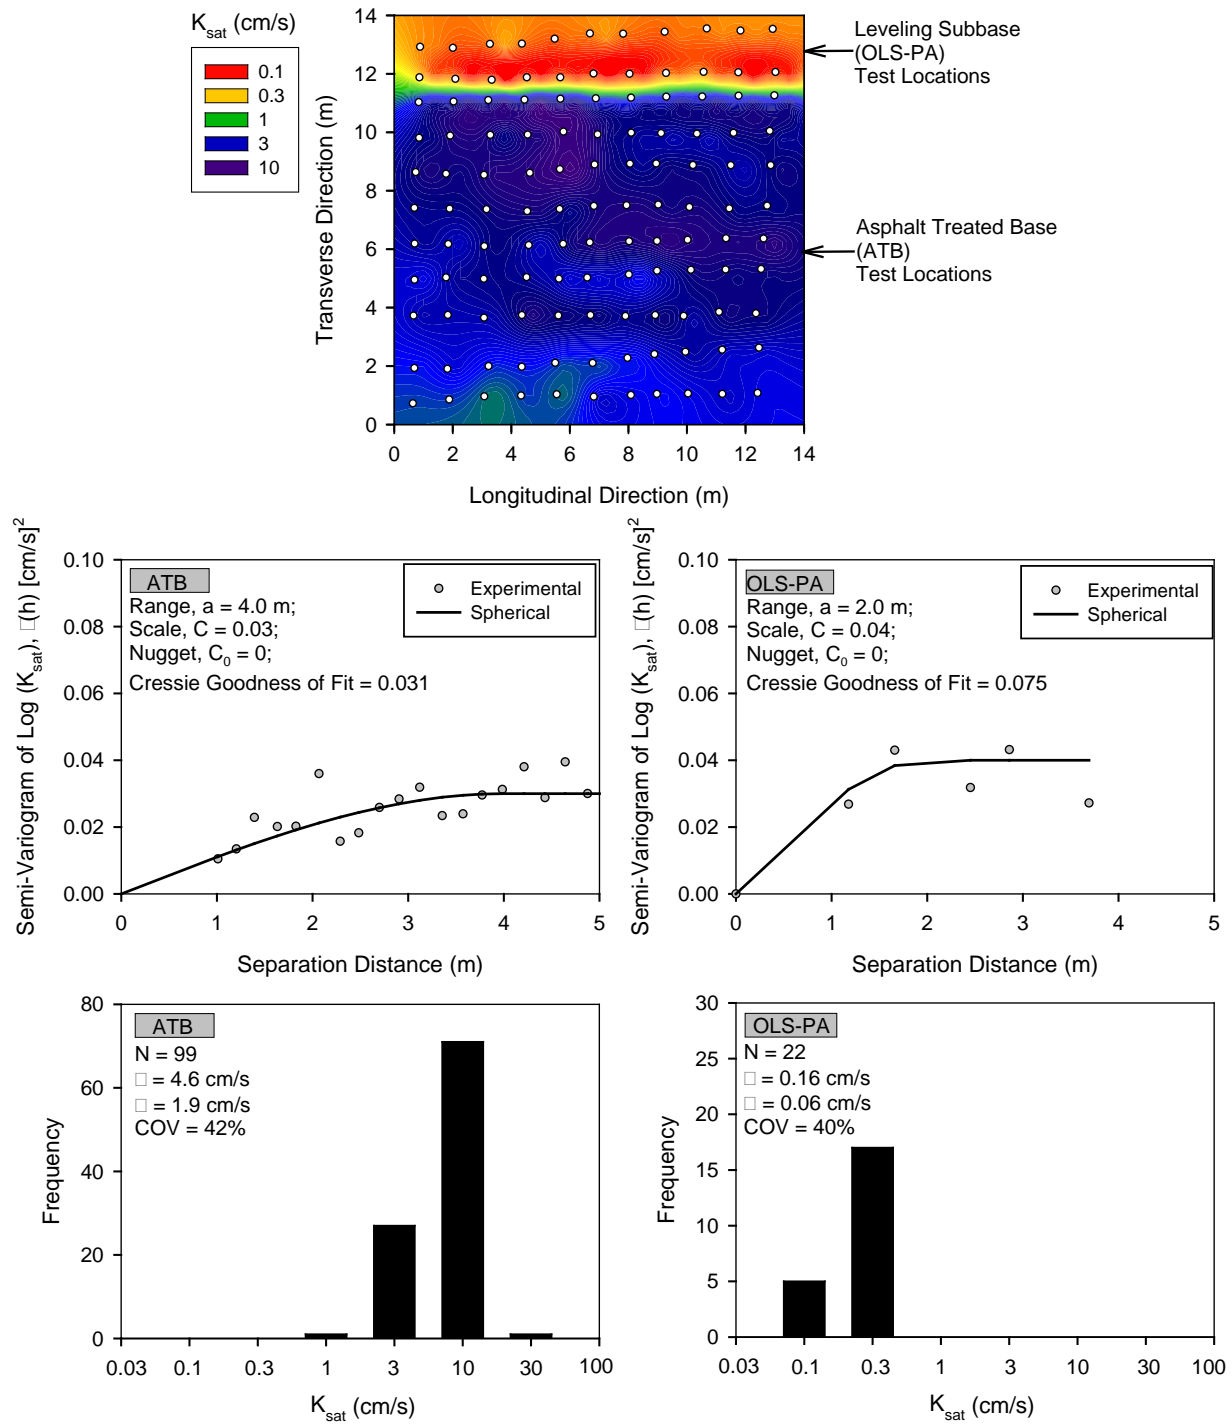 K_sat (cm/s)
0.1
0.3
1
3
10
Transverse Direction (m)
14
12
10
8
6
4
2
0
0 2 4 6 8 10 12 14
Longitudinal Direction (m)
Leveling Subbase
(OLS-PA)
Test Locations
Asphalt Treated Base
(ATB)
Test Locations
Semi-Variogram of Log (K_sat), □(h) [cm/s]²
0.10
0.08
0.06
0.04
0.02
0.00
ATB
Range, a = 4.0 m;
Scale, C = 0.03;
Nugget, C₀ = 0;
Cressie Goodness of Fit = 0.031
Experimental
Spherical
0 1 2 3 4 5
Separation Distance (m)
Semi-Variogram of Log (K_sat), □(h) [cm/s]²
0.10
0.08
0.06
0.04
0.02
0.00
OLS-PA
Range, a = 2.0 m;
Scale, C = 0.04;
Nugget, C₀ = 0;
Cressie Goodness of Fit = 0.075
Experimental
Spherical
0 1 2 3 4 5
Separation Distance (m)
Frequency
80
60
40
20
0
ATB
N = 99
□ = 4.6 cm/s
□ = 1.9 cm/s
COV = 42%
0.03 0.1 0.3 1 3 10 30 100
K_sat (cm/s)
Frequency
30
25
20
15
10
5
0
OLS-PA
N = 22
□ = 0.16 cm/s
□ = 0.06 cm/s
COV = 40%
0.03 0.1 0.3 1 3 10 30 100
K_sat (cm/s)